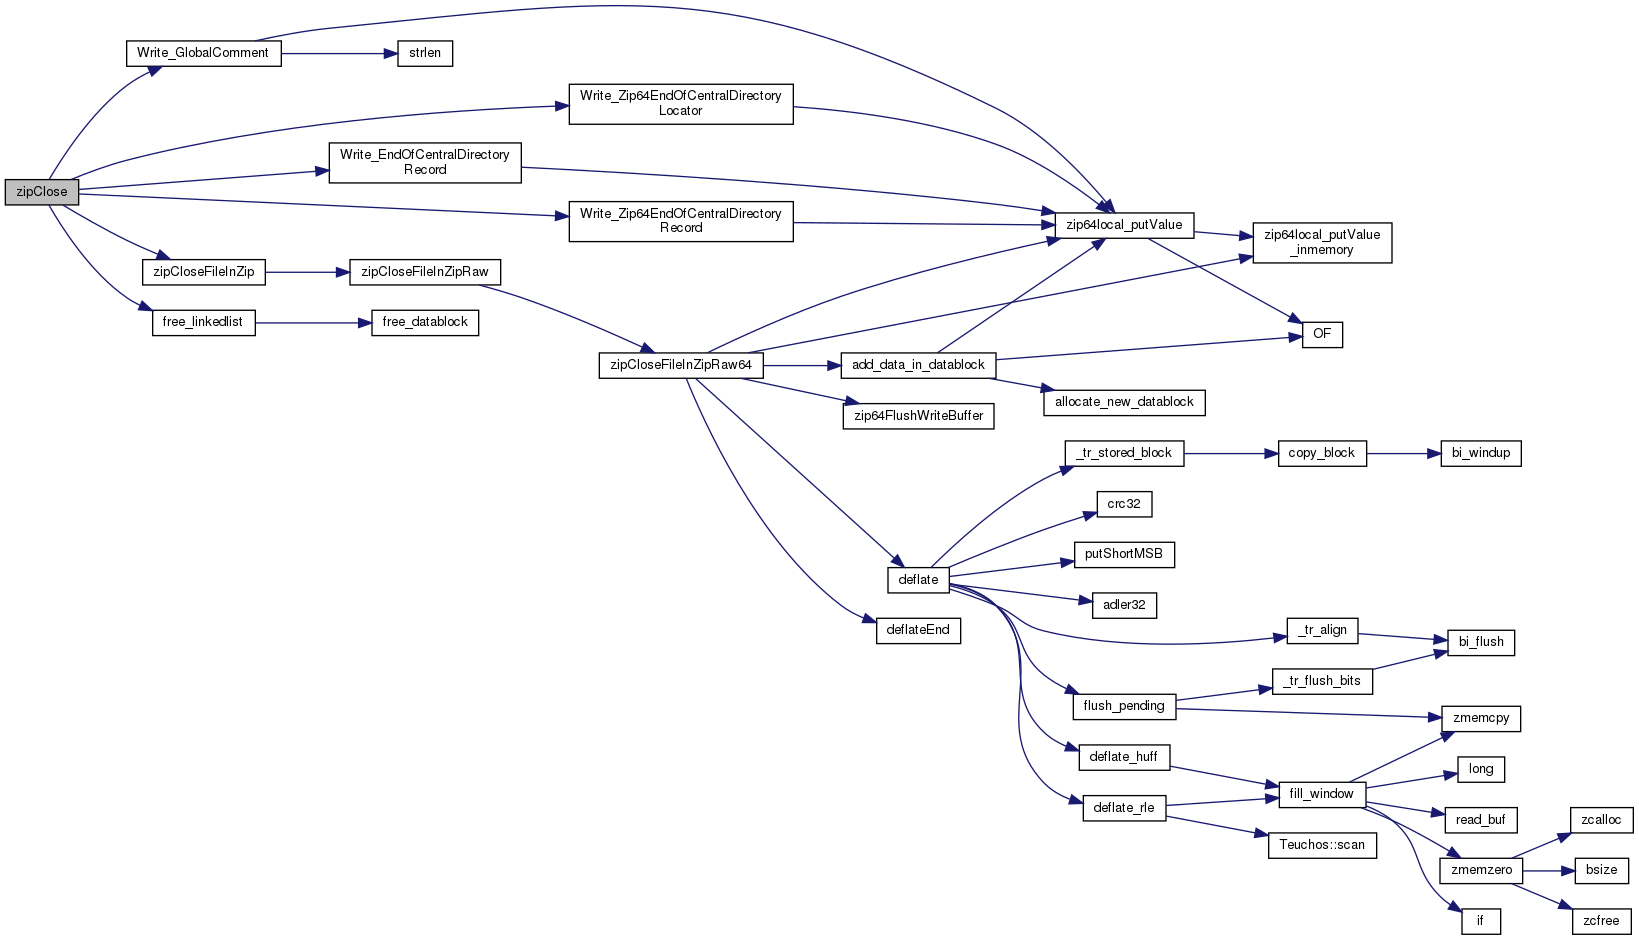 Write_GlobalComment
strlen
Write_Zip64EndOfCentralDirectory
Locator
Write_EndOfCentralDirectory
Record
zipClose
Write_Zip64EndOfCentralDirectory
Record
zip64local_putValue
zip64local_putValue
_inmemory
zipCloseFileInZip
zipCloseFileInZipRaw
free_linkedlist
free_datablock
OF
zipCloseFileInZipRaw64
add_data_in_datablock
allocate_new_datablock
zip64FlushWriteBuffer
_tr_stored_block
copy_block
bi_windup
crc32
putShortMSB
deflate
adler32
deflateEnd
_tr_align
bi_flush
_tr_flush_bits
flush_pending
zmemcpy
deflate_huff
long
fill_window
deflate_rle
read_buf
zcalloc
Teuchos::scan
zmemzero
bsize
if
zcfree